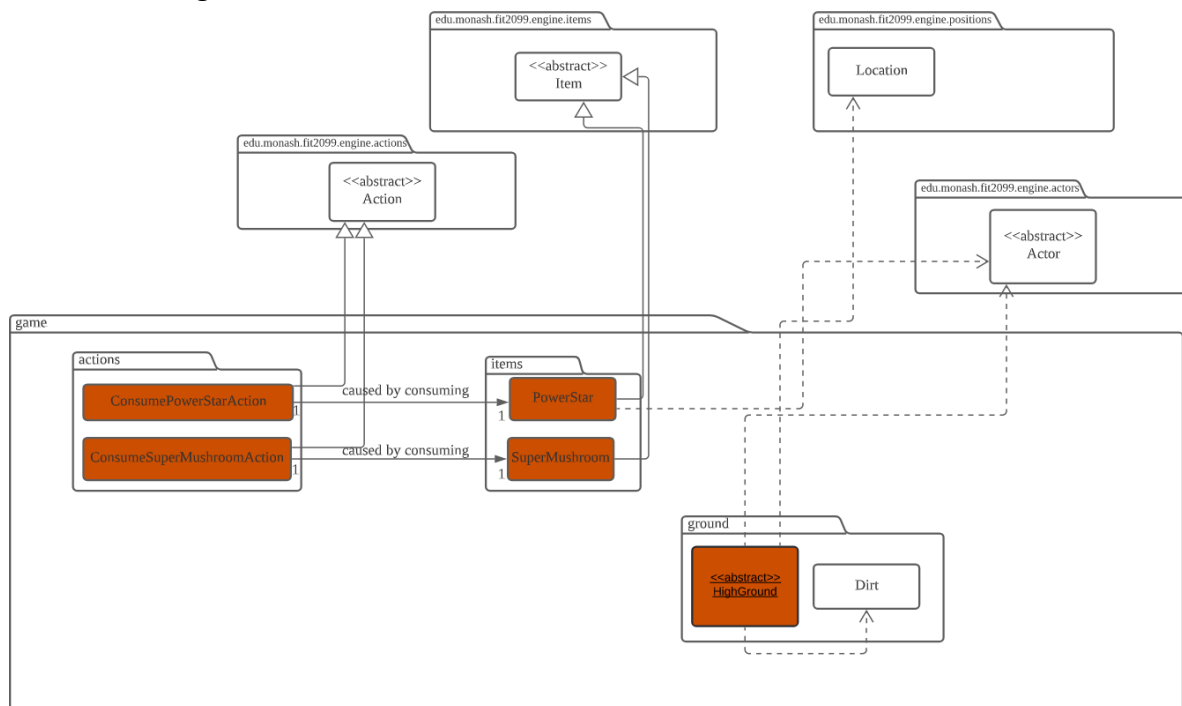 edu.monash.fit2099.engine.items
<<abstract>>
Item
edu.monash.fit2099.engine.positions
Location
edu.monash.fit2099.engine.actions
<<abstract>>
Action
edu.monash.fit2099.engine.actors
<<abstract>>
Actor
game
actions
ConsumePowerStarAction
1
caused by consuming
1
ConsumeSuperMushroomAction
1
caused by consuming
1
items
PowerStar
SuperMushroom
ground
<<abstract>>
HighGround
Dirt